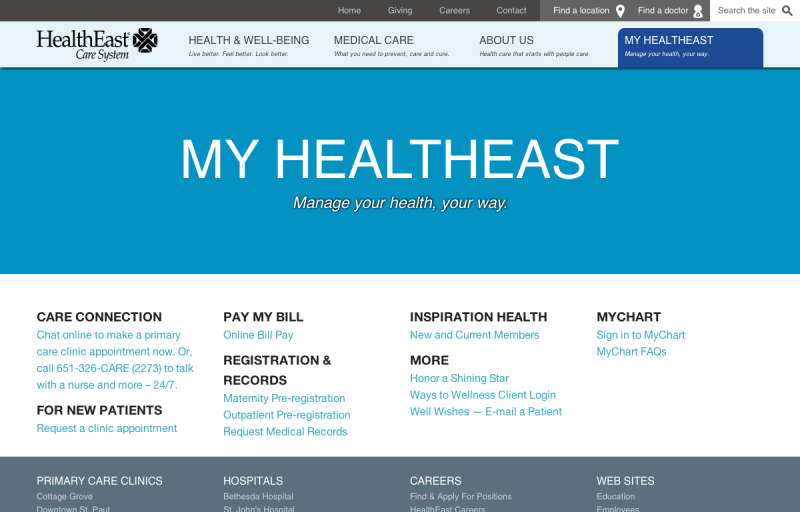 Home Giving Careers Contact Find a location Find a doctor Search the site
HealthEast®
Care System
HEALTH & WELL-BEING
Live better. Feel better. Look better.
MEDICAL CARE
What you need to prevent, care and cure.
ABOUT US
Health care that starts with people care.
MY HEALTHEAST
Manage your health, your way.
MY HEALTHEAST
Manage your health, your way.
CARE CONNECTION
Chat online to make a primary
care clinic appointment now. Or,
call 651-326-CARE (2273) to talk
with a nurse and more – 24/7.
FOR NEW PATIENTS
Request a clinic appointment
PAY MY BILL
Online Bill Pay
REGISTRATION &
RECORDS
Maternity Pre-registration
Outpatient Pre-registration
Request Medical Records
INSPIRATION HEALTH
New and Current Members
MORE
Honor a Shining Star
Ways to Wellness Client Login
Well Wishes — E-mail a Patient
MYCHART
Sign in to MyChart
MyChart FAQs
PRIMARY CARE CLINICS
Cottage Grove
Downtown St. Paul
HOSPITALS
Bethesda Hospital
St. John's Hospital
CAREERS
Find & Apply For Positions
HealthEast Careers
WEB SITES
Education
Employees